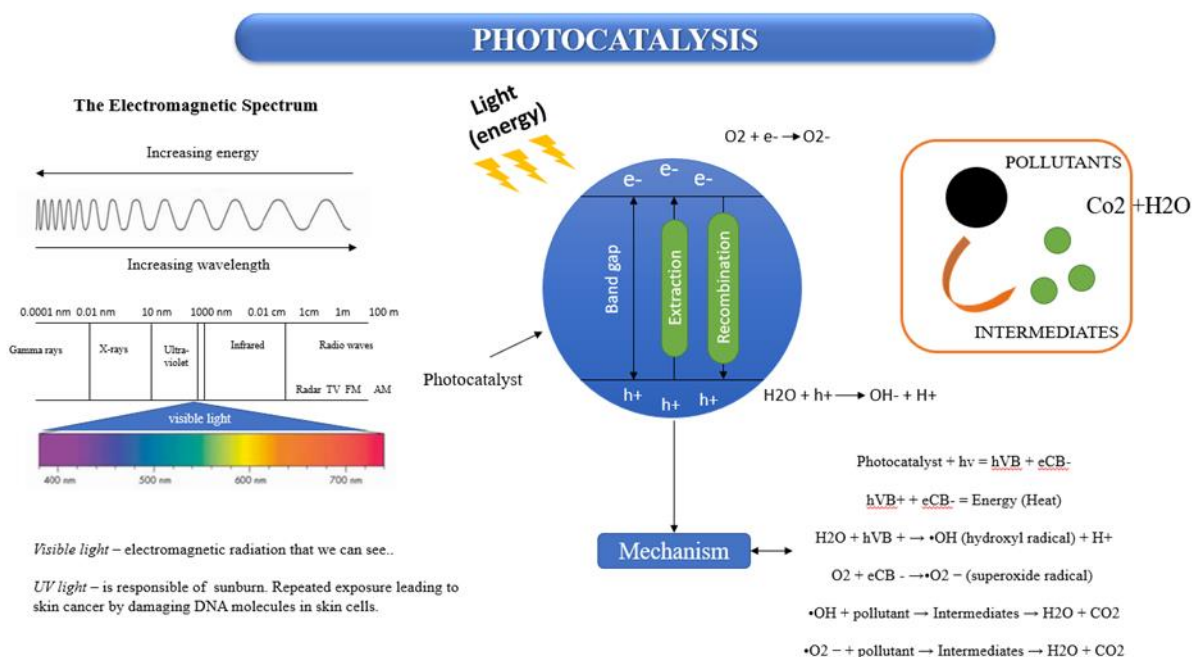 PHOTOCATALYSIS
The Electromagnetic Spectrum
Increasing energy
Increasing wavelength
0.0001 nm 0.01 nm 10 nm 1000 nm 0.01 cm 1cm 1m 100 m
Gamma rays X-rays Ultra-
violet Infrared Radio waves
Radar TV FM AM
visible light
400 nm 500 nm 600 nm 700 nm
Visible light – electromagnetic radiation that we can see..
UV light – is responsible of sunburn. Repeated exposure leading to
skin cancer by damaging DNA molecules in skin cells.
Light
(energy)
O2 + e- → O2-
e- e- e-
Band gap
Extraction
Recombination
h+ h+ h+
Photocatalyst
H2O + h+ → OH- + H+
Mechanism
POLLUTANTS
Co2 +H2O
INTERMEDIATES
Photocatalyst + hv = hVB + eCB-
hVB+ + eCB- = Energy (Heat)
H2O + hVB + → •OH (hydroxyl radical) + H+
O2 + eCB - →•O2 − (superoxide radical)
•OH + pollutant → Intermediates → H2O + CO2
•O2 − + pollutant → Intermediates → H2O + CO2